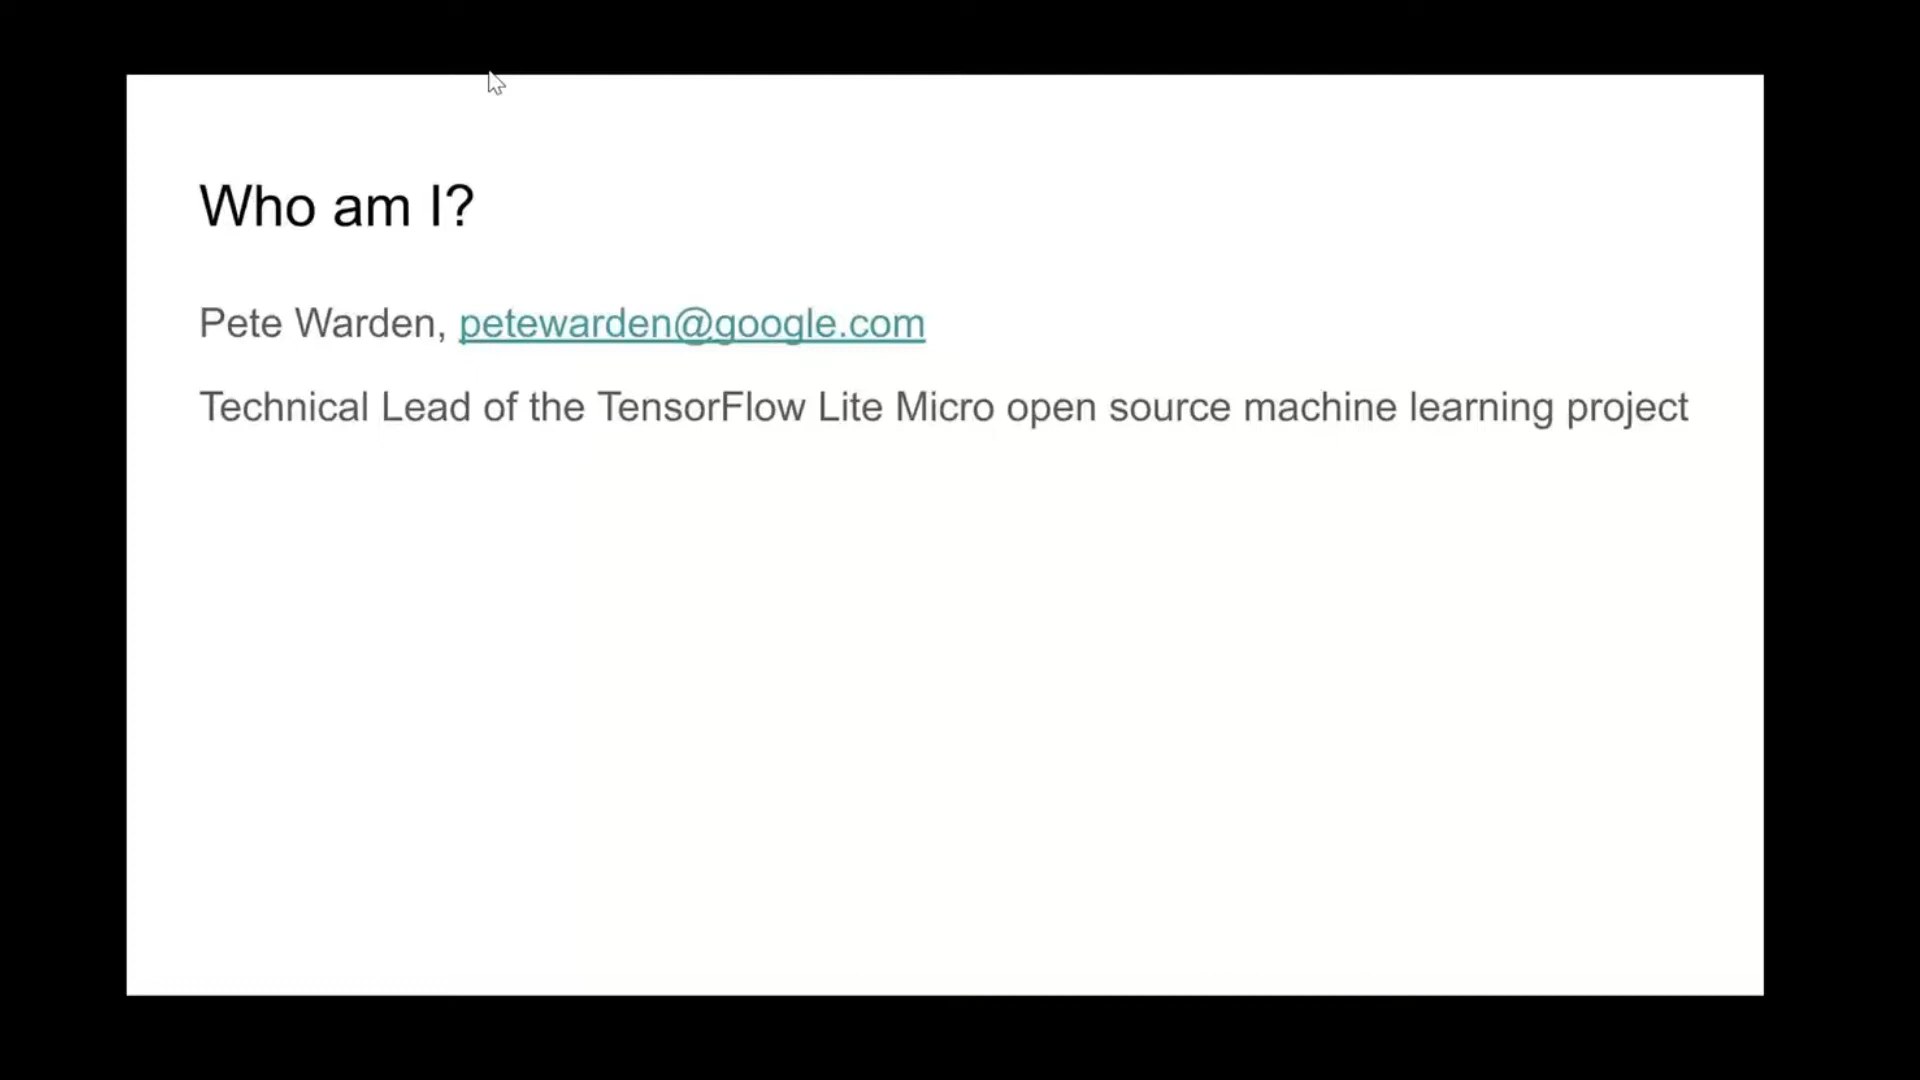 Who am I?
Pete Warden, petewarden@google.com
Technical Lead of the TensorFlow Lite Micro open source machine learning project